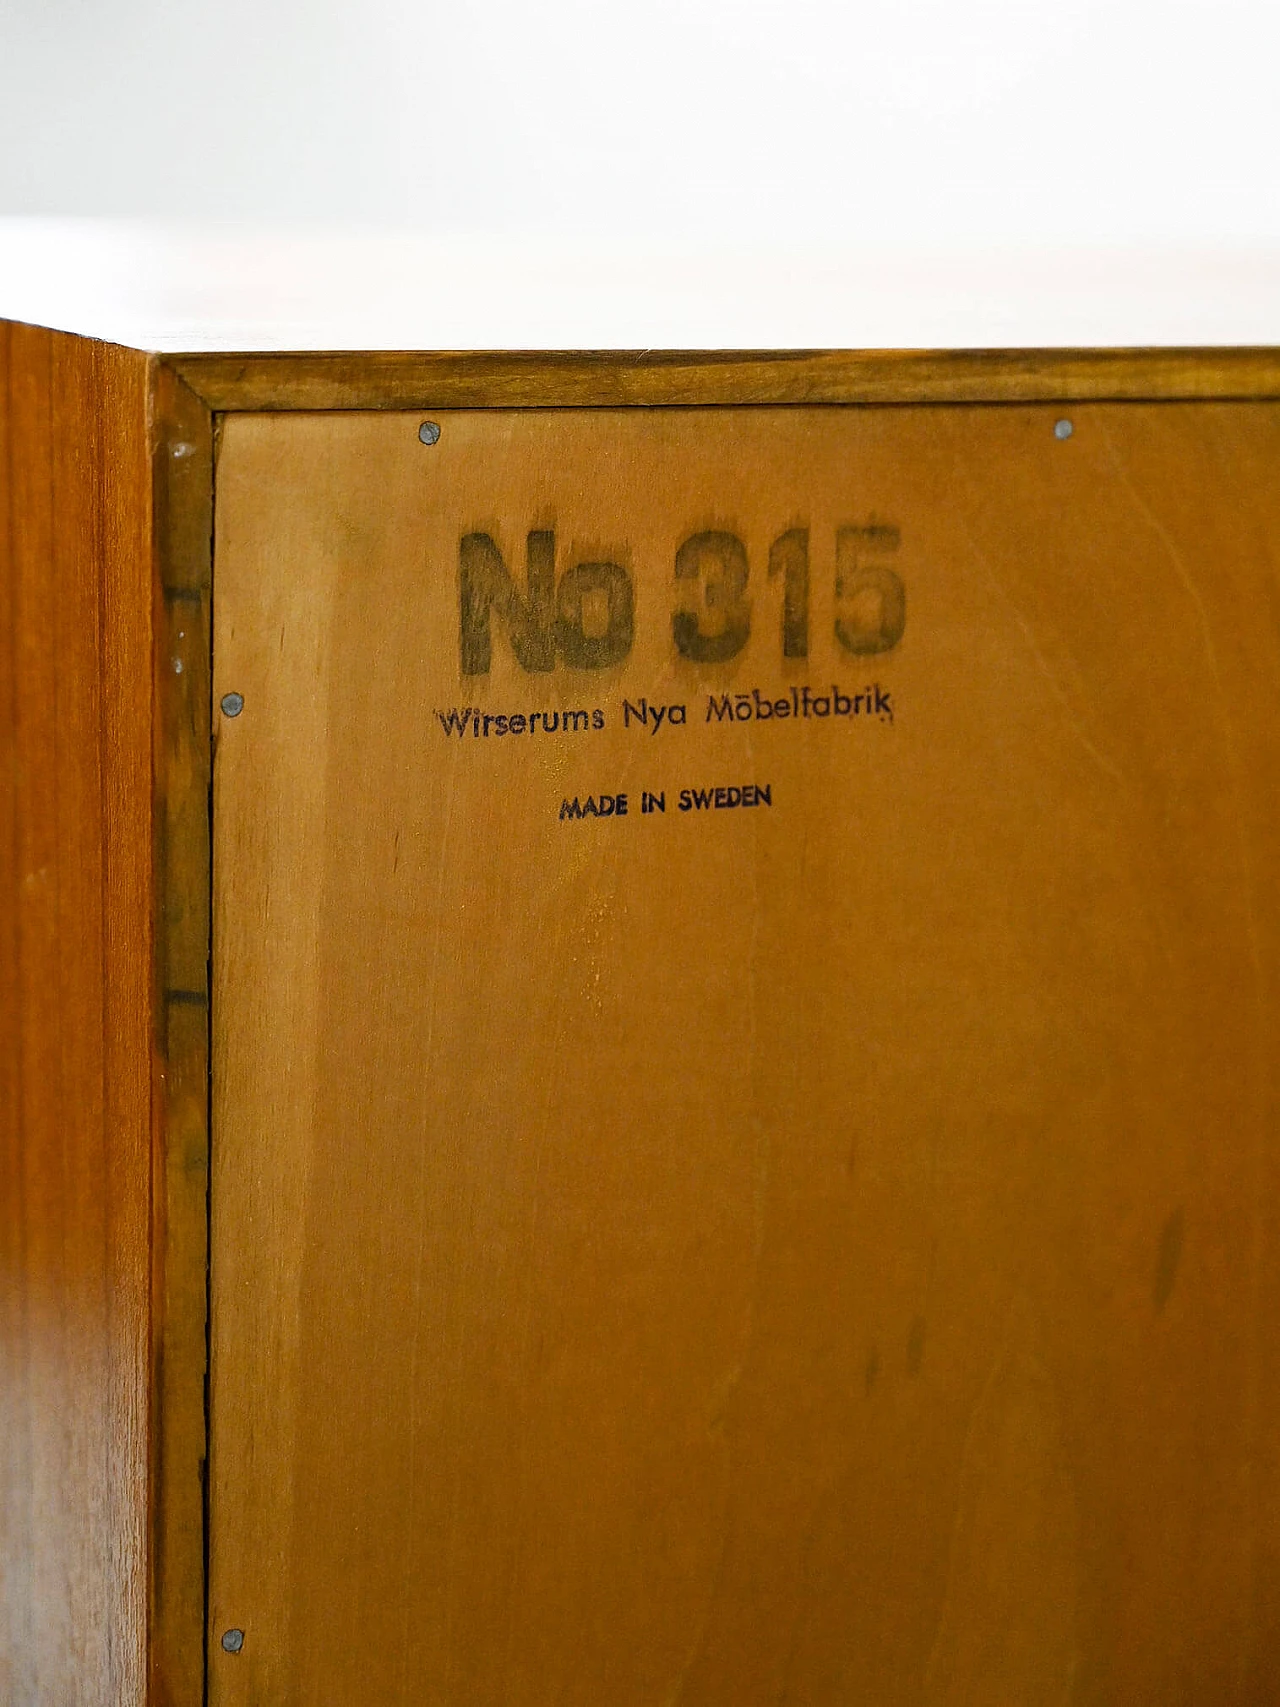 No 315
Wirserums Nya Möbelfabrik
MADE IN SWEDEN